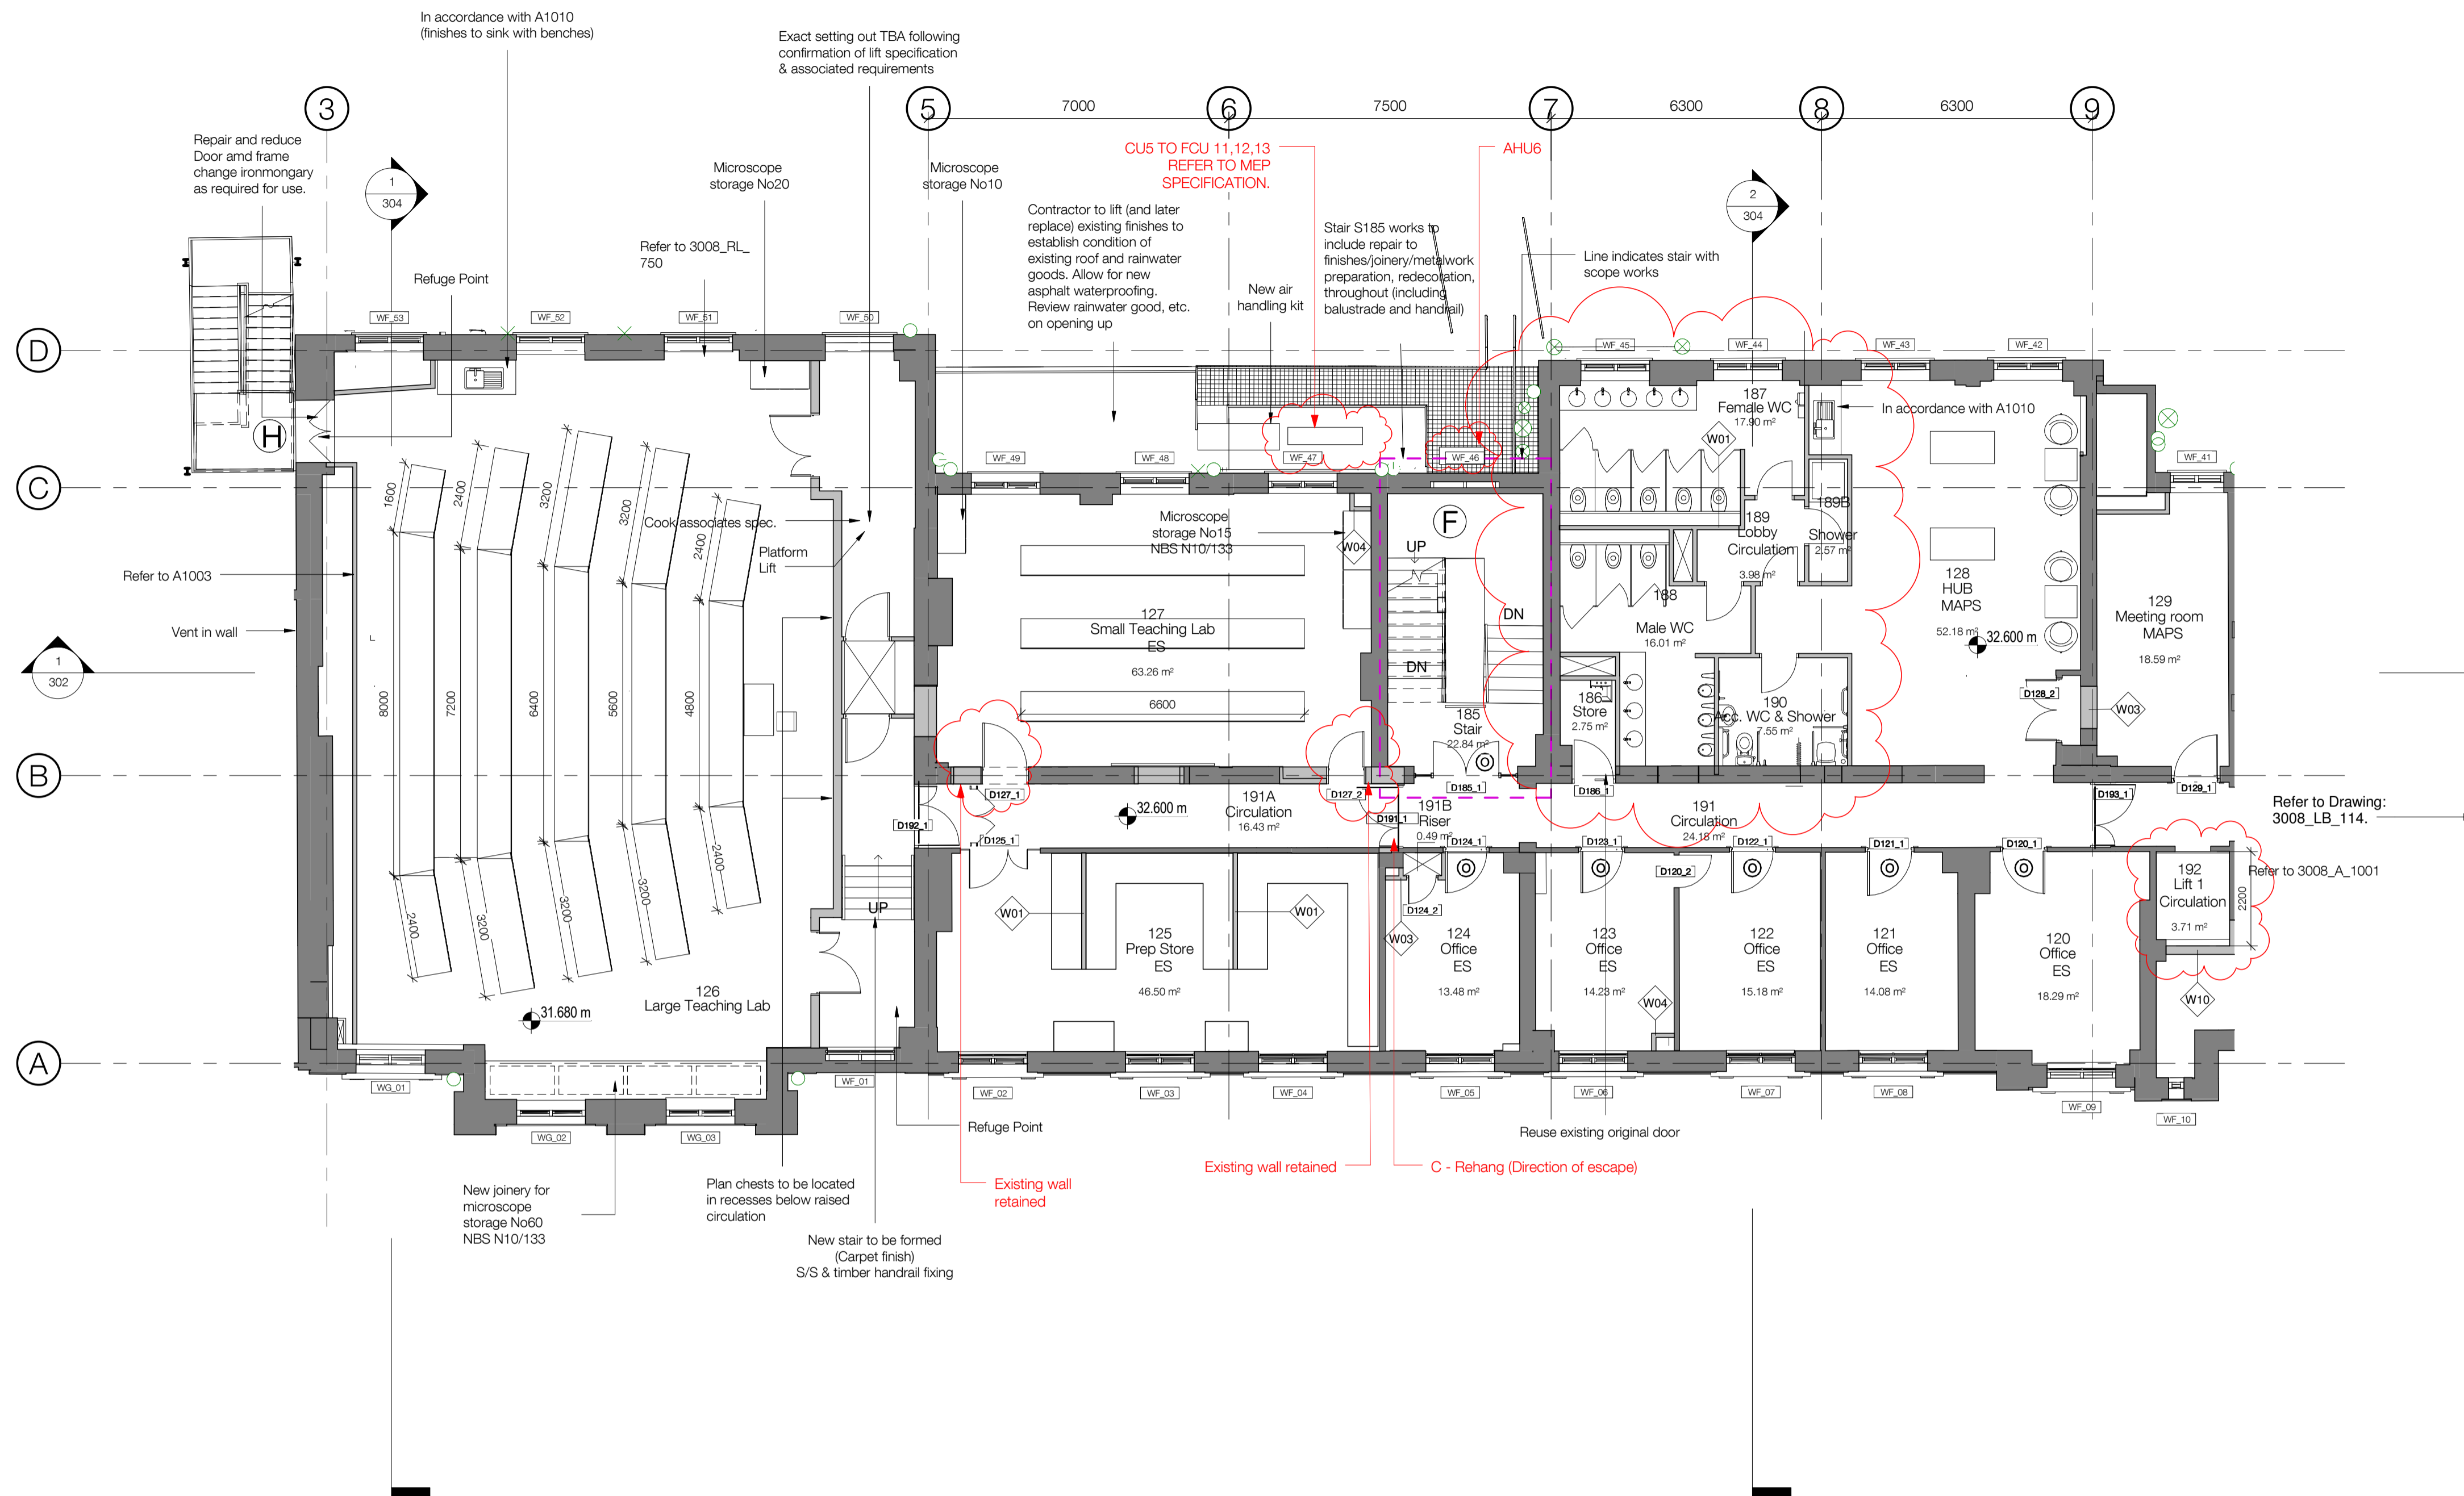 In accordance with A1010
(finishes to sink with benches)
Exact setting out TBA following
confirmation of lift specification
& associated requirements
3
5
7000
6
7500
7
6300
8
6300
9
Repair and reduce
Door amd frame
change ironmongary
as required for use.
1
304
Microscope
storage No20
Microscope
storage No10
CU5 TO FCU 11,12,13
REFER TO MEP
SPECIFICATION.
AHU6
2
304
Refer to 3008_RL_
750
Refuge Point
Contractor to lift (and later
replace) existing finishes to
establish condition of
existing roof and rainwater
goods. Allow for new
asphalt waterproofing.
Review rainwater good, etc.
on opening up
New air
handling kit
Stair S185 works to
include repair to
finishes/joinery/metalwork
preparation, redecoration,
throughout (including
balustrade and handrail)
Line indicates stair with
scope works
D
WF_53
WF_52
WF_51
WF_50
WF_45
WF_44
WF_43
WF_42
H
187
Female WC
17.90 m²
In accordance with A1010
W01
C
WF_49
WF_48
WF_47
WF_46
WF_41
1600
2400
3200
3200
2400
Cook associates spec.
Platform
Lift
Microscope
storage No15
NBS N10/133
W04
F
UP
DN
DN
189
Lobby
Circulation
3.98 m²
189B
Shower
2.57 m²
Refer to A1003
Vent in wall
1
302
127
Small Teaching Lab
ES
63.26 m²
6600
188
Male WC
16.01 m²
128
HUB
MAPS
52.18 m²
32.600 m
129
Meeting room
MAPS
18.59 m²
8000
7200
6400
5600
4800
185
Stair
22.84 m²
186
Store
2.75 m²
190
Acc. WC & Shower
7.55 m²
D128_2
W03
B
D127_1
D127_2
D185_1
D186_1
D193_1
D129_1
32.600 m
191A
Circulation
16.43 m²
D192_1
D125_1
D191_1
191B
Riser
0.49 m²
D124_1
D123_1
191
Circulation
24.18 m²
D122_1
D121_1
D120_1
Refer to Drawing:
3008_LB_114.
Refer to 3008_A_1001
2400
3200
3200
3200
2400
UP
W01
W01
D124_2
W03
D120_2
125
Prep Store
ES
46.50 m²
124
Office
ES
13.48 m²
123
Office
ES
14.23 m²
W04
122
Office
ES
15.18 m²
121
Office
ES
14.08 m²
120
Office
ES
18.29 m²
192
Lift 1
Circulation
3.71 m²
2200
W10
126
Large Teaching Lab
31.680 m
A
WG_01
WF_01
WF_02
WF_03
WF_04
WF_05
WF_06
WF_07
WF_08
WF_09
WF_10
WG_02
WG_03
Refuge Point
Reuse existing original door
Existing wall
retained
Existing wall retained
C - Rehang (Direction of escape)
New joinery for
microscope
storage No60
NBS N10/133
Plan chests to be located
in recesses below raised
circulation
New stair to be formed
(Carpet finish)
S/S & timber handrail fixing